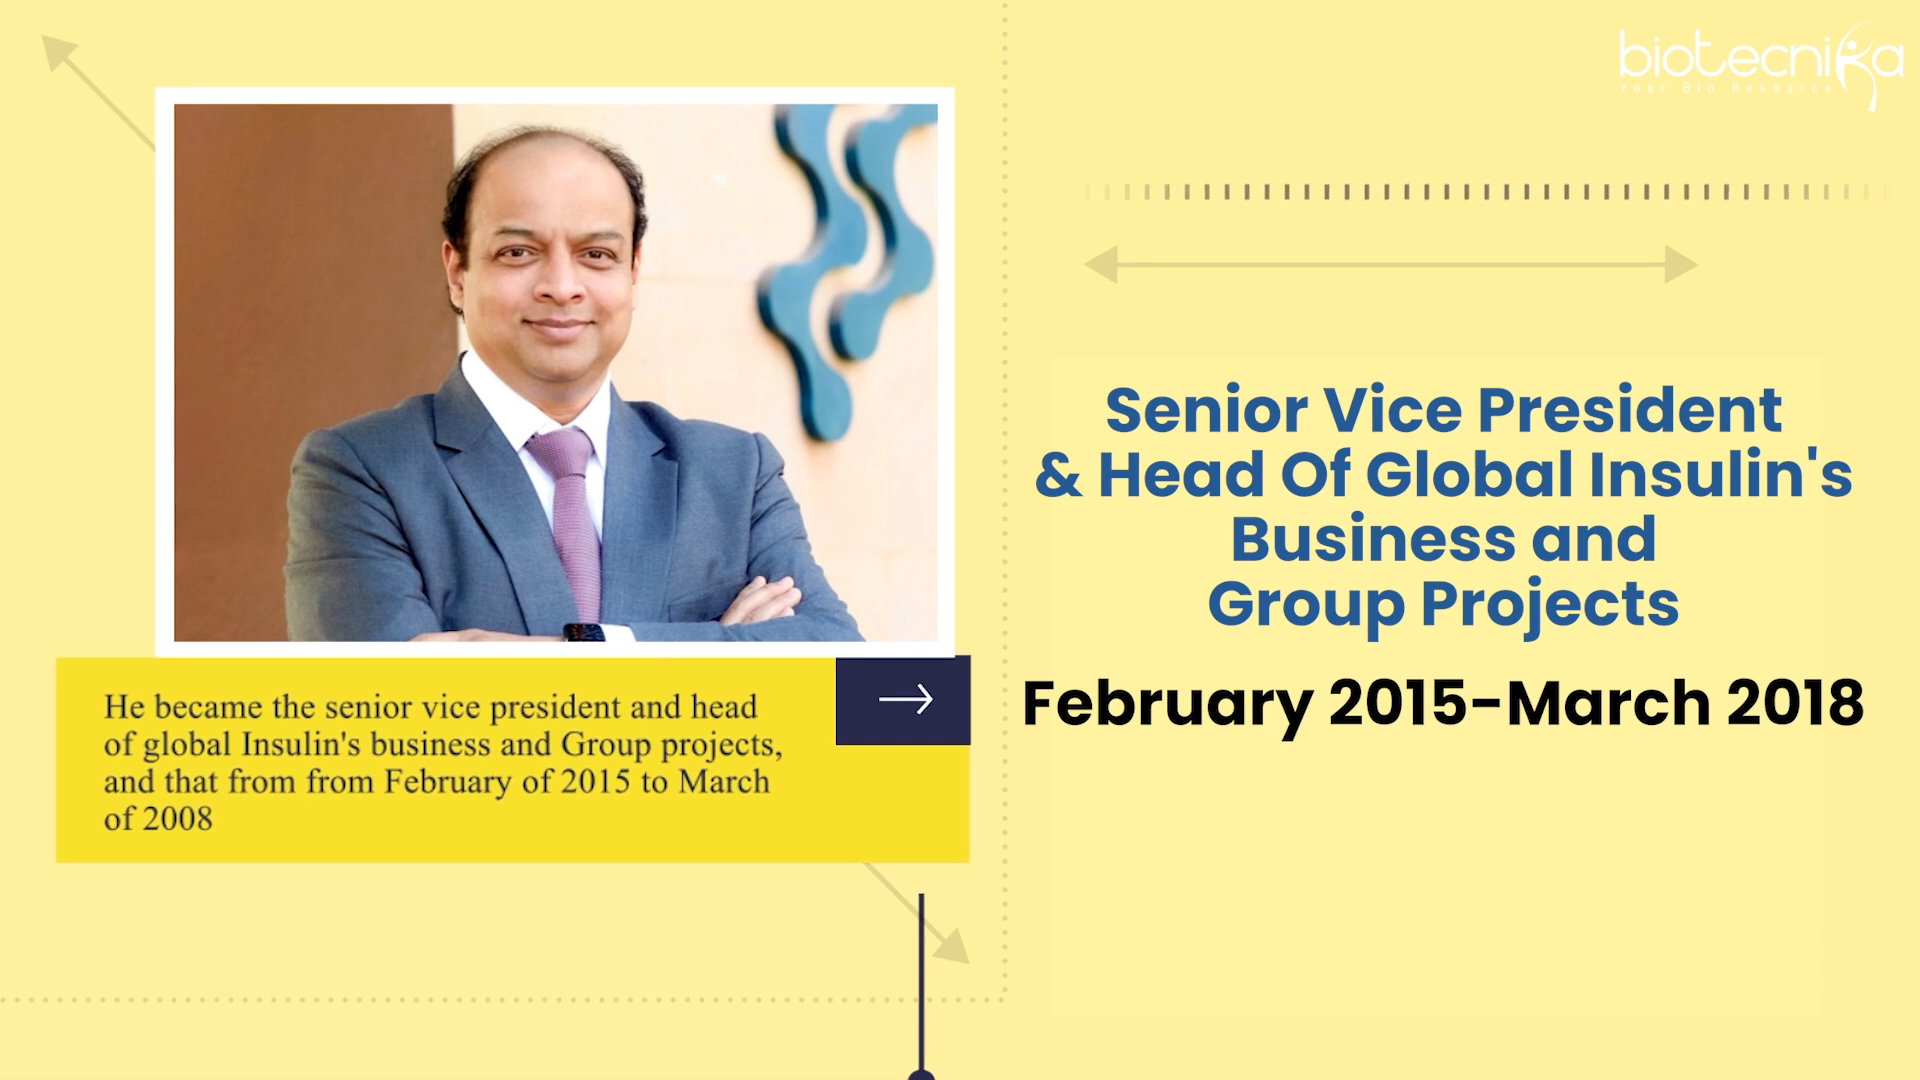 biotecnika
Your Bio Resource
Senior Vice President
& Head Of Global Insulin's
Business and
Group Projects
February 2015-March 2018
He became the senior vice president and head
of global Insulin's business and Group projects,
and that from from February of 2015 to March
of 2008